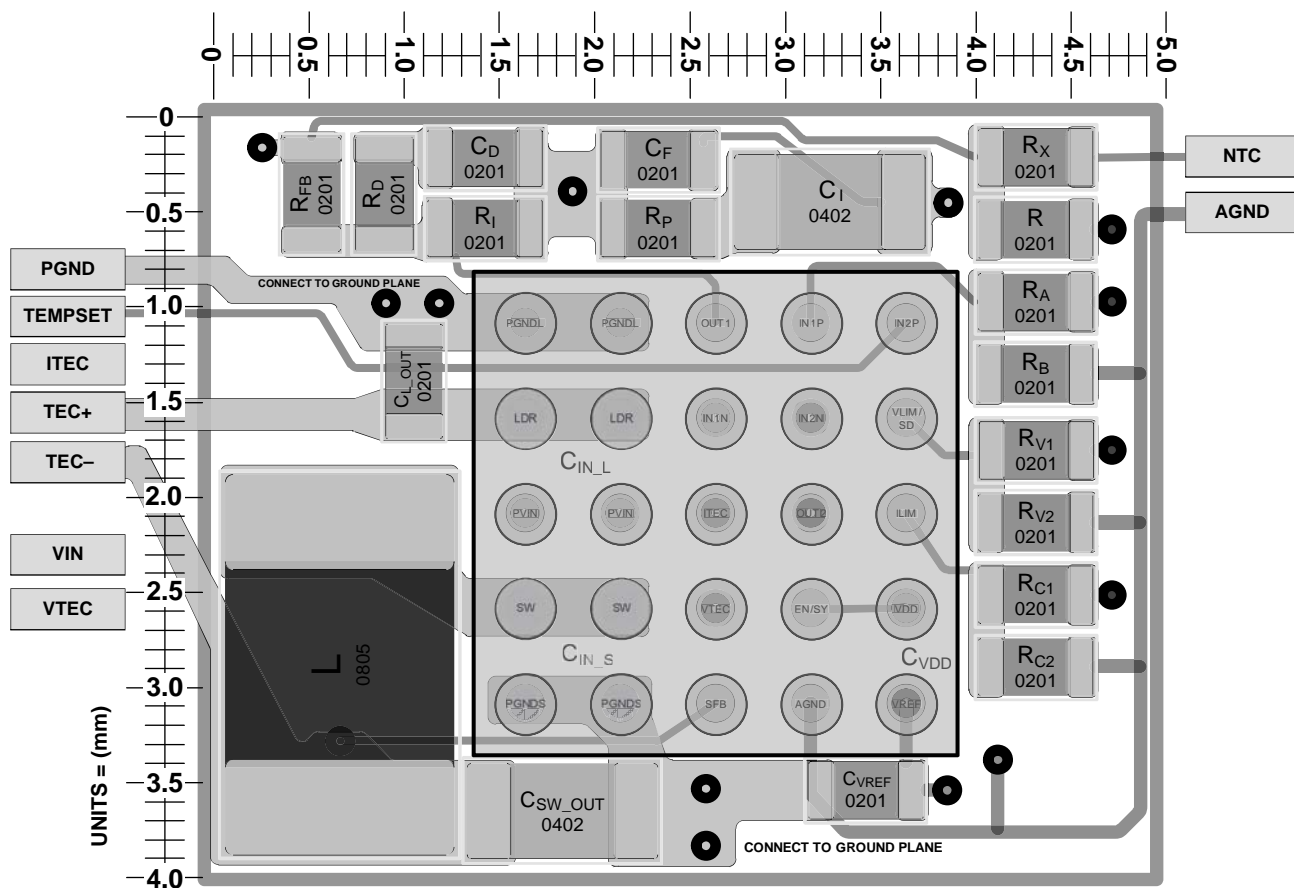 0 0.5 1.0 1.5 2.0 2.5 3.0 3.5 4.0 4.5 5.0
0
0.5
1.0
1.5
2.0
2.5
3.0
3.5
4.0
UNITS = (mm)
PGND
TEMPSET
ITEC
TEC+
TEC–
VIN
VTEC
NTC
AGND
RFB
0201
RD
0201
CD
0201
RI
0201
CF
0201
RP
0201
CI
0402
RX
0201
R
0201
RA
0201
RB
0201
RV1
0201
RV2
0201
RC1
0201
RC2
0201
CONNECT TO GROUND PLANE
CL_OUT
0201
PGNDL PGNDL OUT1 IN1P IN2P
LDR LDR IN1N IN2N VLIM/
SD
CIN_L
PVIN PVIN ITEC OUT2 ILIM
SW SW VTEC EN/SY VDD
CIN_S CVDD
PGNDS PGNDS SFB AGND VREF
L
0805
CSW_OUT
0402
CVREF
0201
CONNECT TO GROUND PLANE